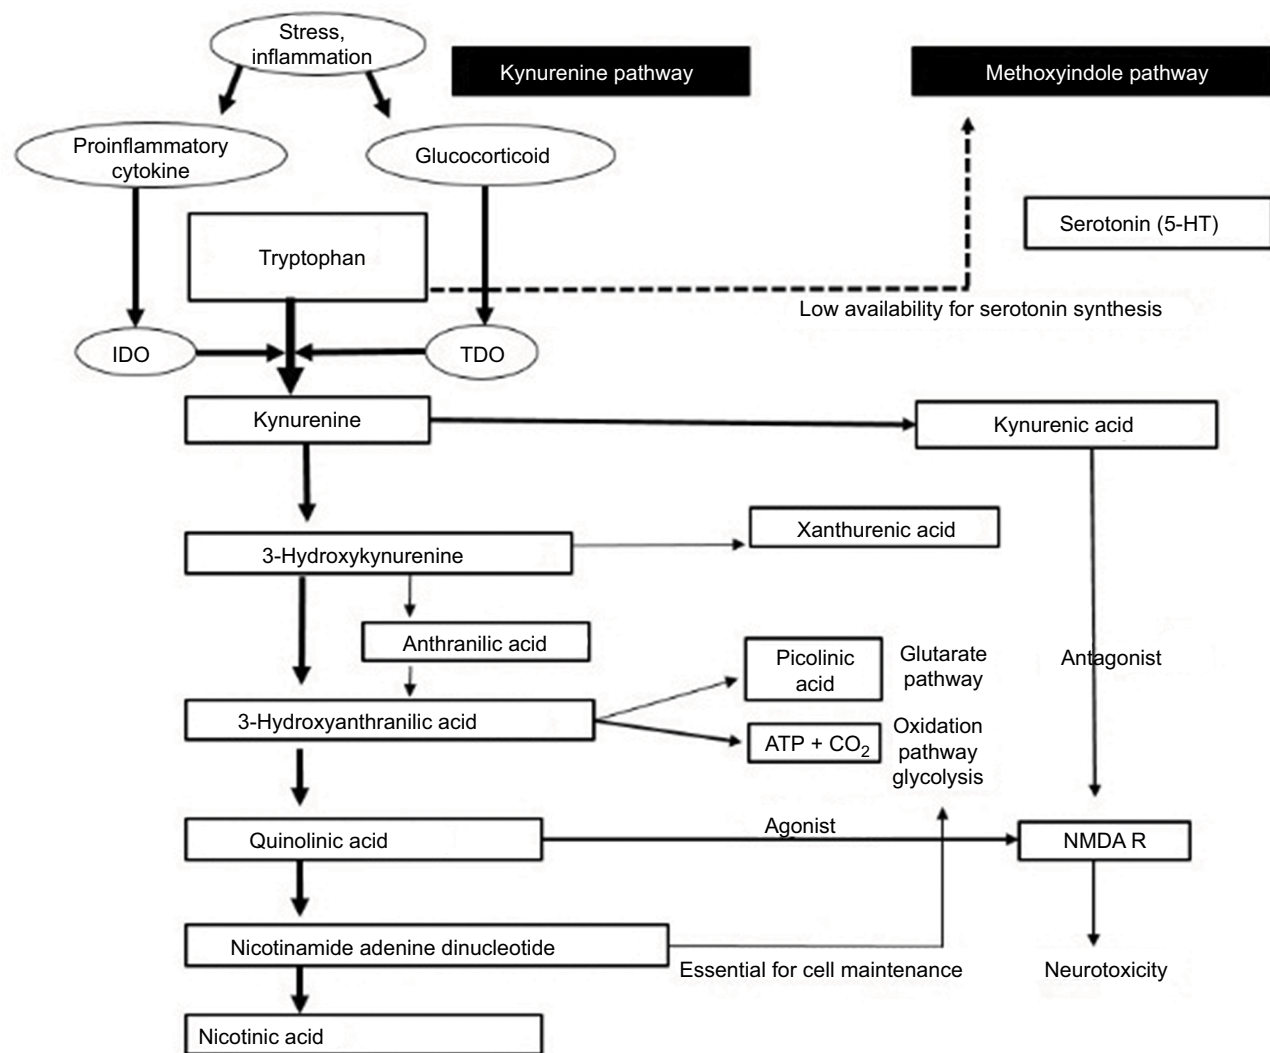 Stress,
inflammation
Kynurenine pathway
Methoxyindole pathway
Proinflammatory
cytokine
Glucocorticoid
Serotonin (5-HT)
Tryptophan
Low availability for serotonin synthesis
IDO
TDO
Kynurenine
Kynurenic acid
Xanthurenic acid
3-Hydroxykynurenine
Anthranilic acid
Picolinic
acid
Glutarate
pathway
Antagonist
3-Hydroxyanthranilic acid
ATP + CO₂
Oxidation
pathway
glycolysis
Quinolinic acid
Agonist
NMDA R
Nicotinamide adenine dinucleotide
Essential for cell maintenance
Neurotoxicity
Nicotinic acid